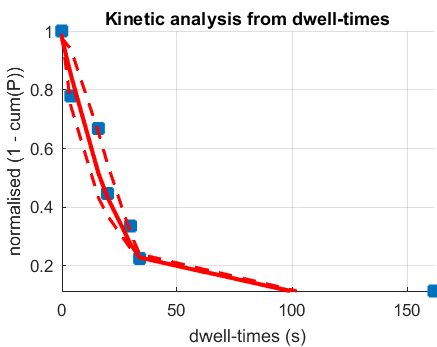 Kinetic analysis from dwell-times
normalised (1 - cum(P))
1
0.8
0.6
0.4
0.2
0 50 100 150
dwell-times (s)